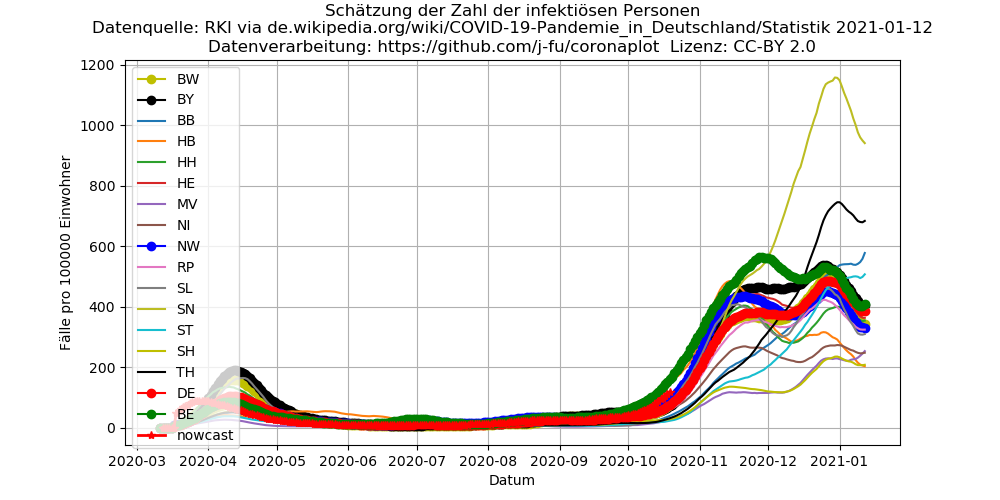 Schätzung der Zahl der infektiösen Personen
Datenquelle: RKI via de.wikipedia.org/wiki/COVID-19-Pandemie_in_Deutschland/Statistik 2021-01-12
Datenverarbeitung: https://github.com/j-fu/coronaplot Lizenz: CC-BY 2.0
Fälle pro 100000 Einwohner
1200
1000
800
600
400
200
0
BW
BY
BB
HB
HH
HE
MV
NI
NW
RP
SL
SN
ST
SH
TH
DE
BE
nowcast
2020-03 2020-04 2020-05 2020-06 2020-07 2020-08 2020-09 2020-10 2020-11 2020-12 2021-01
Datum